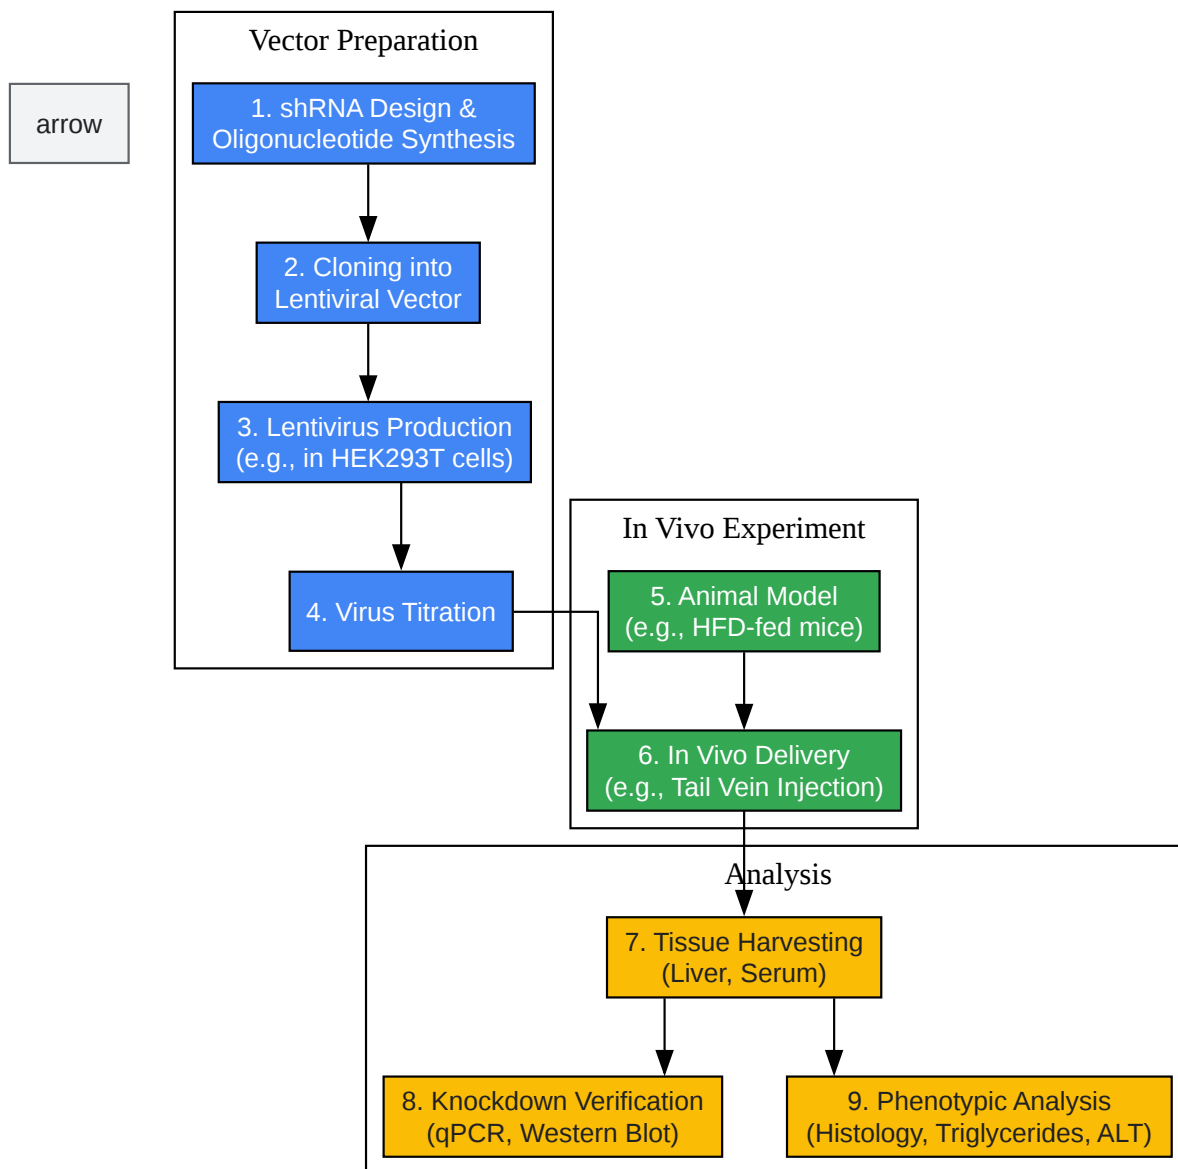 Vector Preparation
arrow
1. shRNA Design &
Oligonucleotide Synthesis
2. Cloning into
Lentiviral Vector
3. Lentivirus Production
(e.g., in HEK293T cells)
4. Virus Titration
In Vivo Experiment
5. Animal Model
(e.g., HFD-fed mice)
6. In Vivo Delivery
(e.g., Tail Vein Injection)
Analysis
7. Tissue Harvesting
(Liver, Serum)
8. Knockdown Verification
(qPCR, Western Blot)
9. Phenotypic Analysis
(Histology, Triglycerides, ALT)